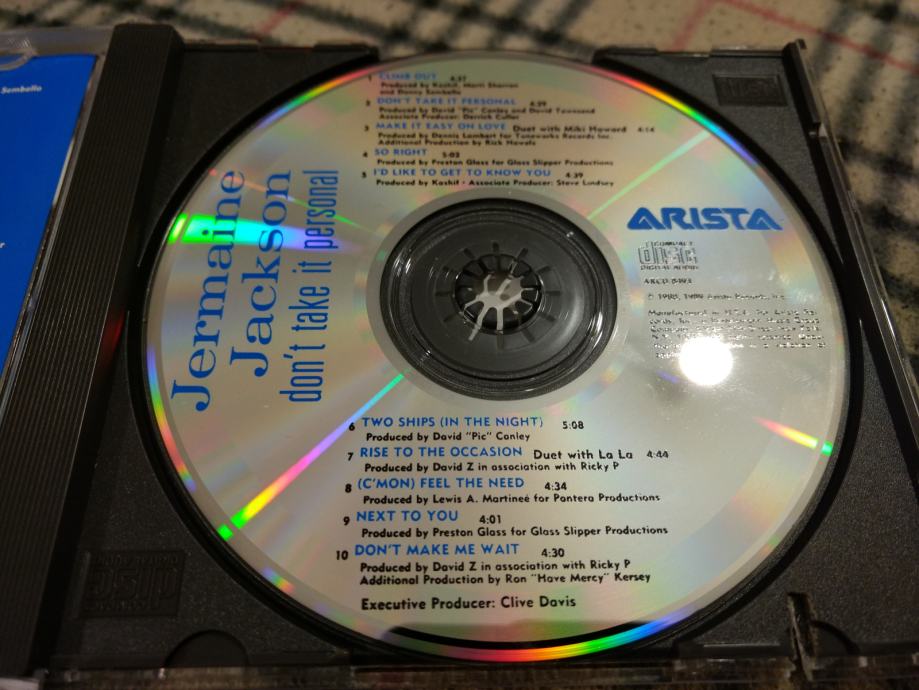 Sembello
1 CLIMB OUT 4:37
Produced by Kashif, Marti Sharron
and Danny Sembello
2 DON'T TAKE IT PERSONAL 4:29
Produced by David "Pic" Conley and David Townsend
Associate Producer: Derrick Culler
3 MAKE IT EASY ON LOVE Duet with Miki Howard 4:14
Produced by Dennis Lambert for Tuneworks Records Inc.
Additional Production by Rick Nowels
4 SO RIGHT 5:02
Produced by Preston Glass for Glass Slipper Productions
5 I'D LIKE TO GET TO KNOW YOU 4:39
Produced by Kashif • Associate Producer: Steve Lindsey
Jermaine
Jackson
don't take it personal
ARISTA
COMPACT
disc
DIGITAL AUDIO
ARCD 8493
6 TWO SHIPS (IN THE NIGHT) 5:08
Produced by David "Pic" Conley
7 RISE TO THE OCCASION Duet with La La 4:44
Produced by David Z in association with Ricky P
8 (C'MON) FEEL THE NEED 4:34
Produced by Lewis A. Martineé for Pantera Productions
9 NEXT TO YOU 4:01
Produced by Preston Glass for Glass Slipper Productions
10 DON'T MAKE ME WAIT 4:30
Produced by David Z in association with Ricky P
Additional Production by Ron "Have Mercy" Kersey
Executive Producer: Clive Davis